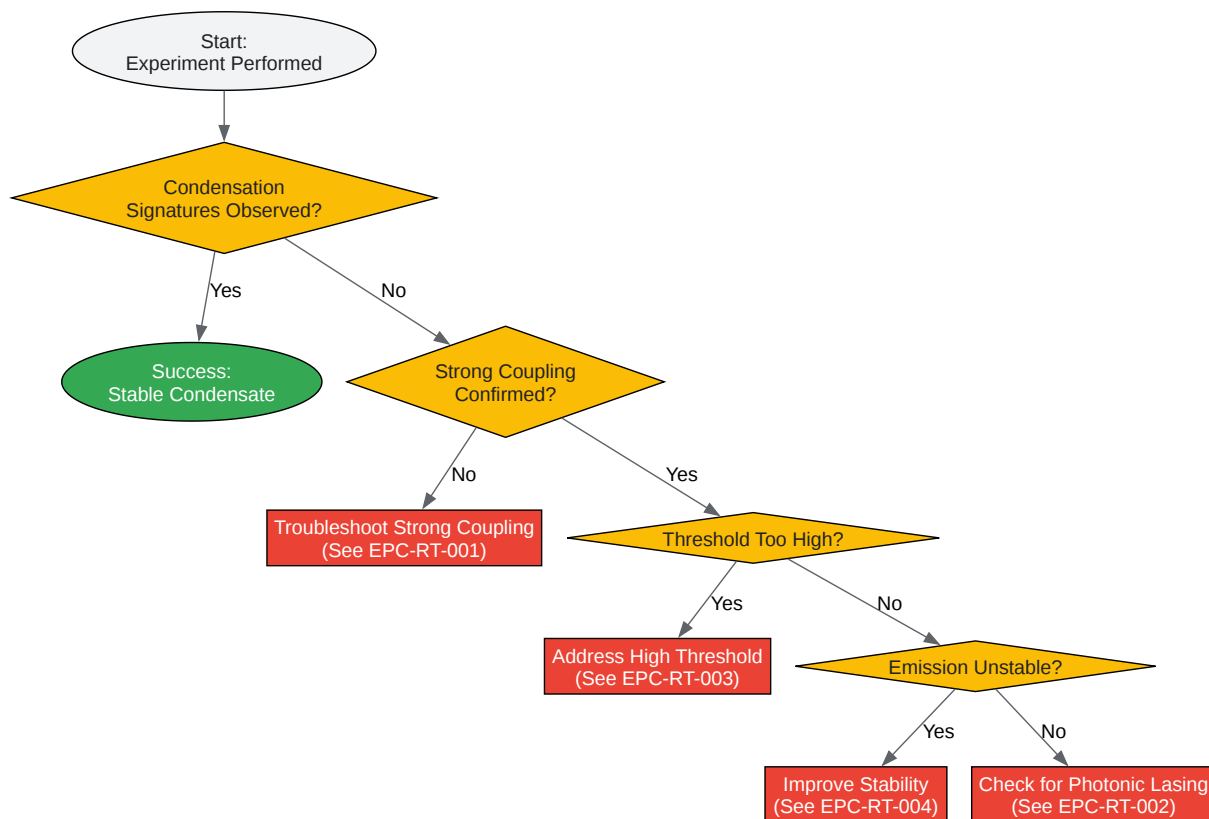 Start:
Experiment Performed
Condensation
Signatures Observed?
Yes
No
Success:
Stable Condensate
Strong Coupling
Confirmed?
No
Yes
Troubleshoot Strong Coupling
(See EPC-RT-001)
Threshold Too High?
Yes
No
Address High Threshold
(See EPC-RT-003)
Emission Unstable?
Yes
No
Improve Stability
(See EPC-RT-004)
Check for Photonic Lasing
(See EPC-RT-002)